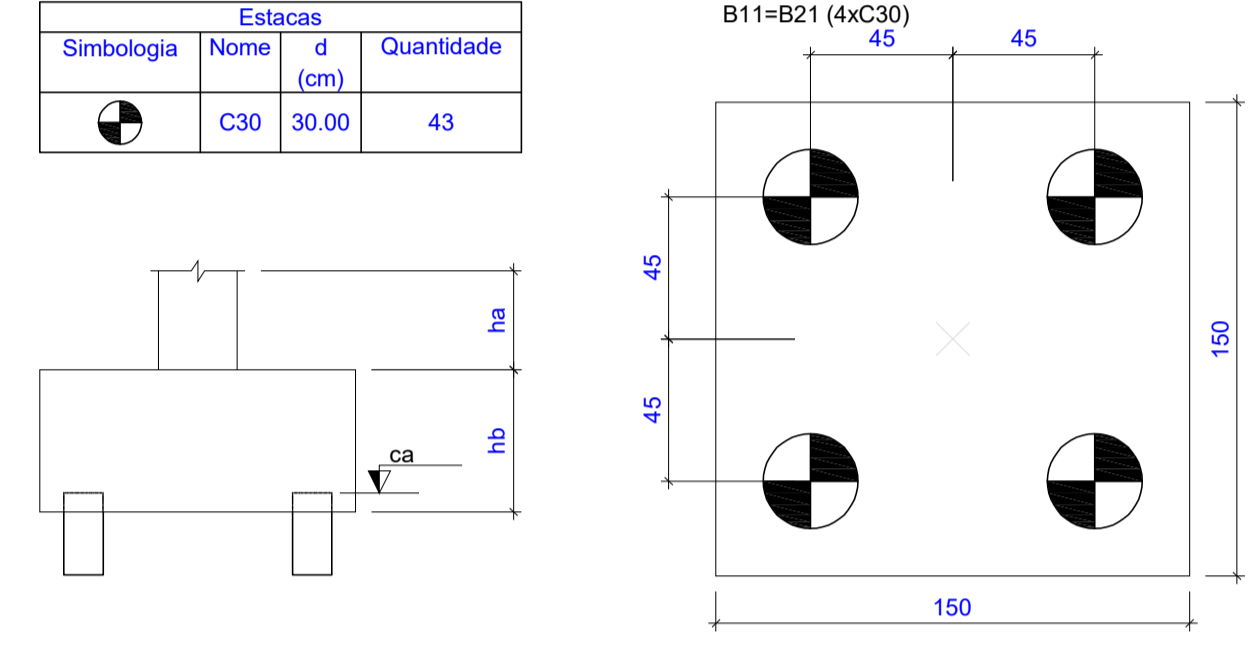 Estacas
Simbologia Nome d (cm) Quantidade
C30 30.00 43
B11=B21 (4xC30)
45 45
45
45
150
150
ha
hb
ca